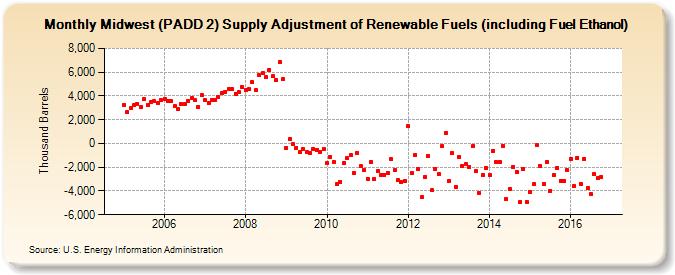 Monthly Midwest (PADD 2) Supply Adjustment of Renewable Fuels (including Fuel Ethanol)
Thousand Barrels
8,000
6,000
4,000
2,000
0
-2,000
-4,000
-6,000
2006 2008 2010 2012 2014 2016
Source: U.S. Energy Information Administration